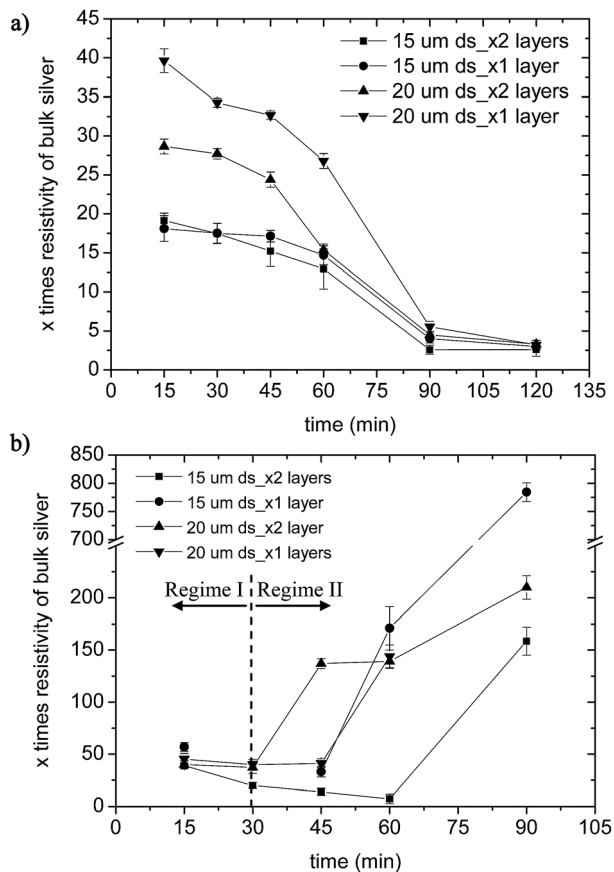 a)
45
40
35
30
25
20
15
10
5
0
x times resistivity of bulk silver
15 um ds_x2 layers
15 um ds_x1 layer
20 um ds_x2 layers
20 um ds_x1 layer
0 15 30 45 60 75 90 105 120 135
time (min)
b)
850
800
750
700
200
150
100
50
0
x times resistivity of bulk silver
15 um ds_x2 layers
15 um ds_x1 layer
20 um ds_x2 layer
20 um ds_x1 layers
Regime I Regime II
0 15 30 45 60 75 90 105
time (min)